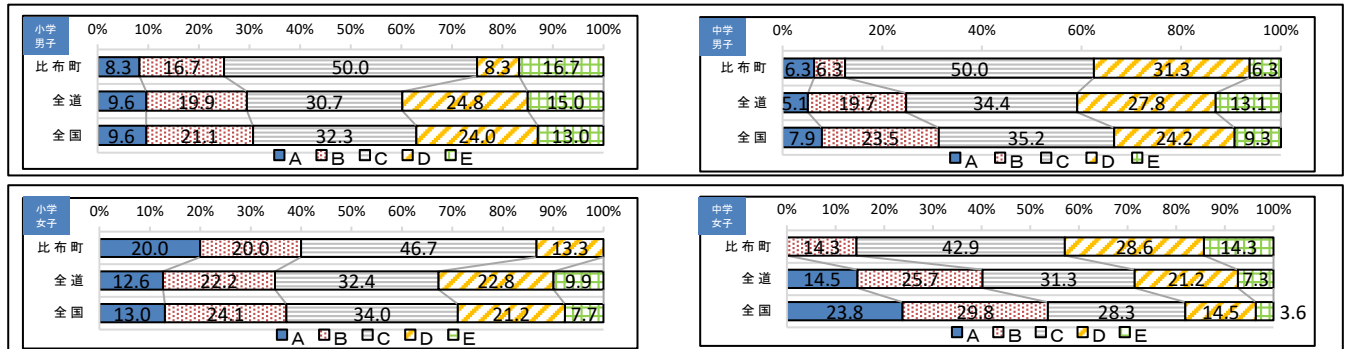 小学
男子
0% 10% 20% 30% 40% 50% 60% 70% 80% 90% 100%
比布町 8.3 16.7 50.0 8.3 16.7
全道 9.6 19.9 30.7 24.8 15.0
全国 9.6 21.1 32.3 24.0 13.0
A B C D E
中学
男子
0% 20% 40% 60% 80% 100%
比布町 6.3 6.3 50.0 31.3 6.3
全道 5.1 19.7 34.4 27.8 13.1
全国 7.9 23.5 35.2 24.2 9.3
A B C D E
小学
女子
0% 10% 20% 30% 40% 50% 60% 70% 80% 90% 100%
比布町 20.0 20.0 46.7 13.3
全道 12.6 22.2 32.4 22.8 9.9
全国 13.0 24.1 34.0 21.2 7.7
A B C D E
中学
女子
0% 10% 20% 30% 40% 50% 60% 70% 80% 90% 100%
比布町 14.3 42.9 28.6 14.3
全道 14.5 25.7 31.3 21.2 7.3
全国 23.8 29.8 28.3 14.5 3.6
A B C D E